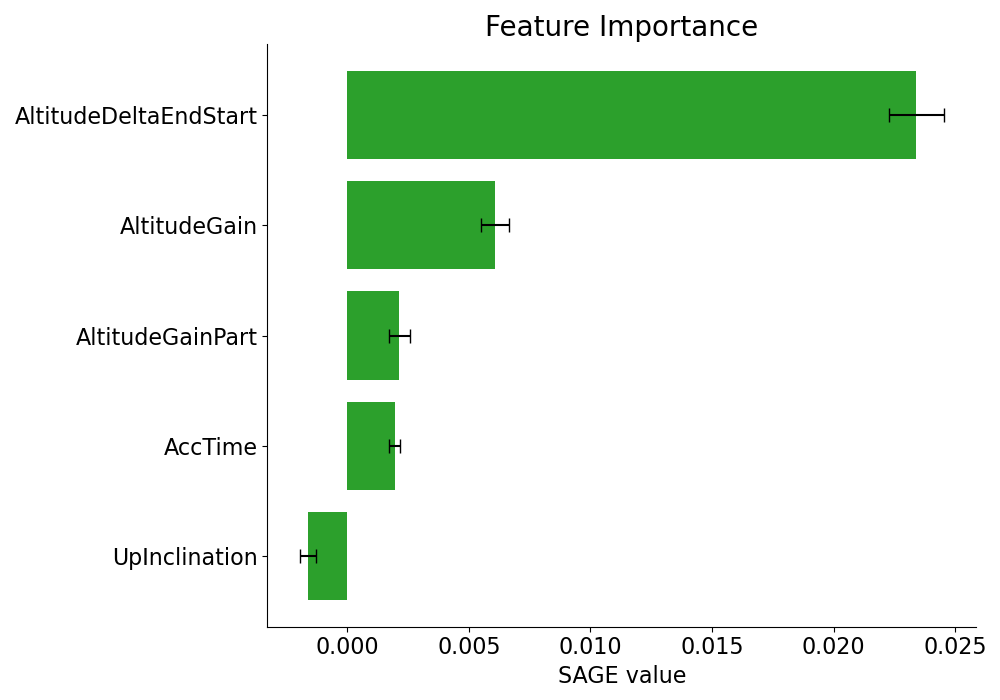 Feature Importance
AltitudeDeltaEndStart
AltitudeGain
AltitudeGainPart
AccTime
UpInclination
0.000 0.005 0.010 0.015 0.020 0.025
SAGE value